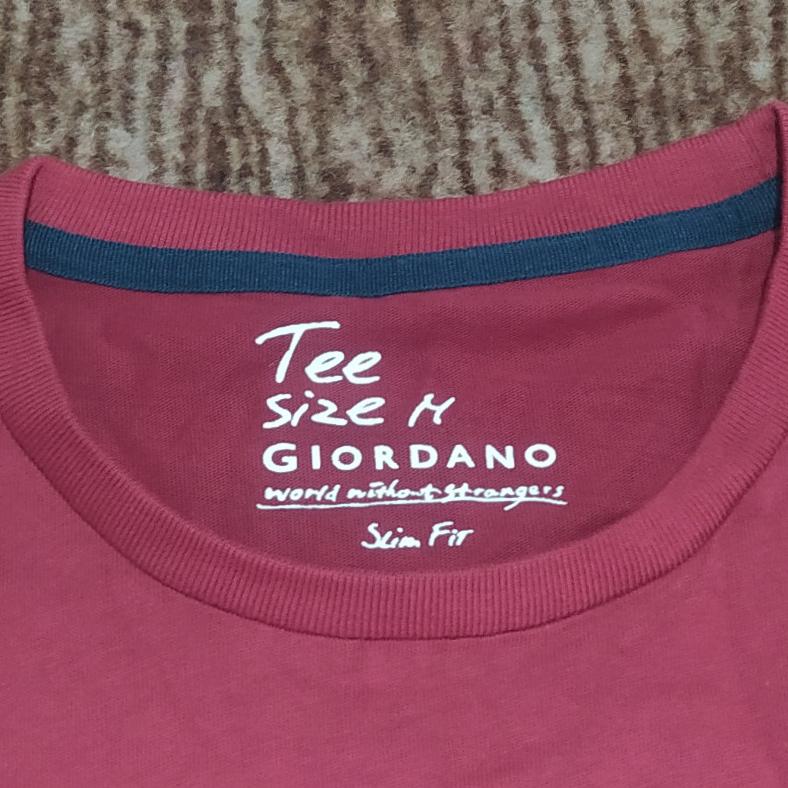 Tee
Size M
GIORDANO
World without strangers
Slim Fit